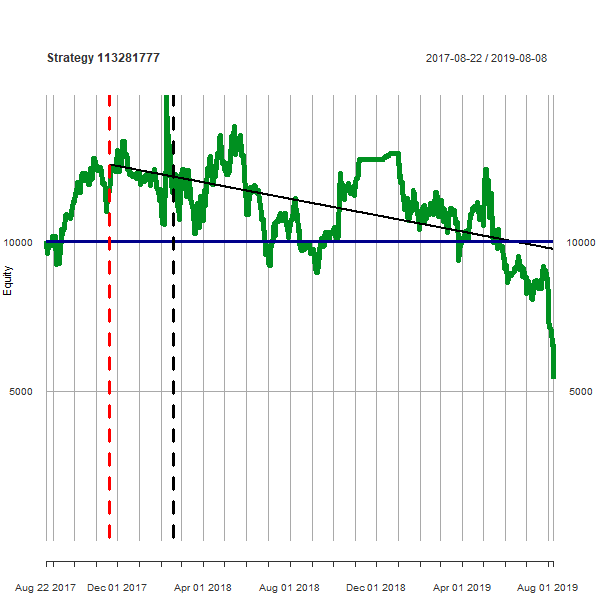 Strategy 113281777
2017-08-22 / 2019-08-08
10000
10000
Equity
5000
5000
Aug 22 2017
Dec 01 2017
Apr 01 2018
Aug 01 2018
Dec 01 2018
Apr 01 2019
Aug 01 2019